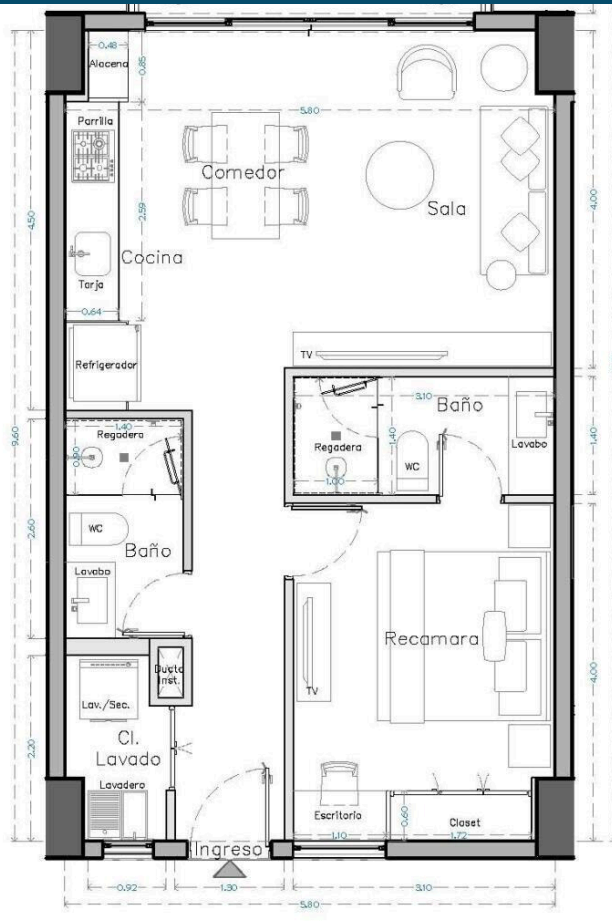 0.48
Alacena
0.85
5.80
Parrilla
Comedor
Sala
4.50
4.00
2.59
Cocina
Tarja
0.64
Refrigerador
TV
9.60
3.10
Baño
1.40
Regadera
0.90
Regadera
1.40
WC
Lavabo
1.40
1.00
WC
Baño
2.60
Lavabo
Recamara
4.00
Ducto
Inst.
TV
Lav./Sec.
Cl.
Lavado
2.20
Lavadero
Escritorio
0.60
Closet
1.10
1.72
Ingreso
0.92
1.30
3.10
5.80